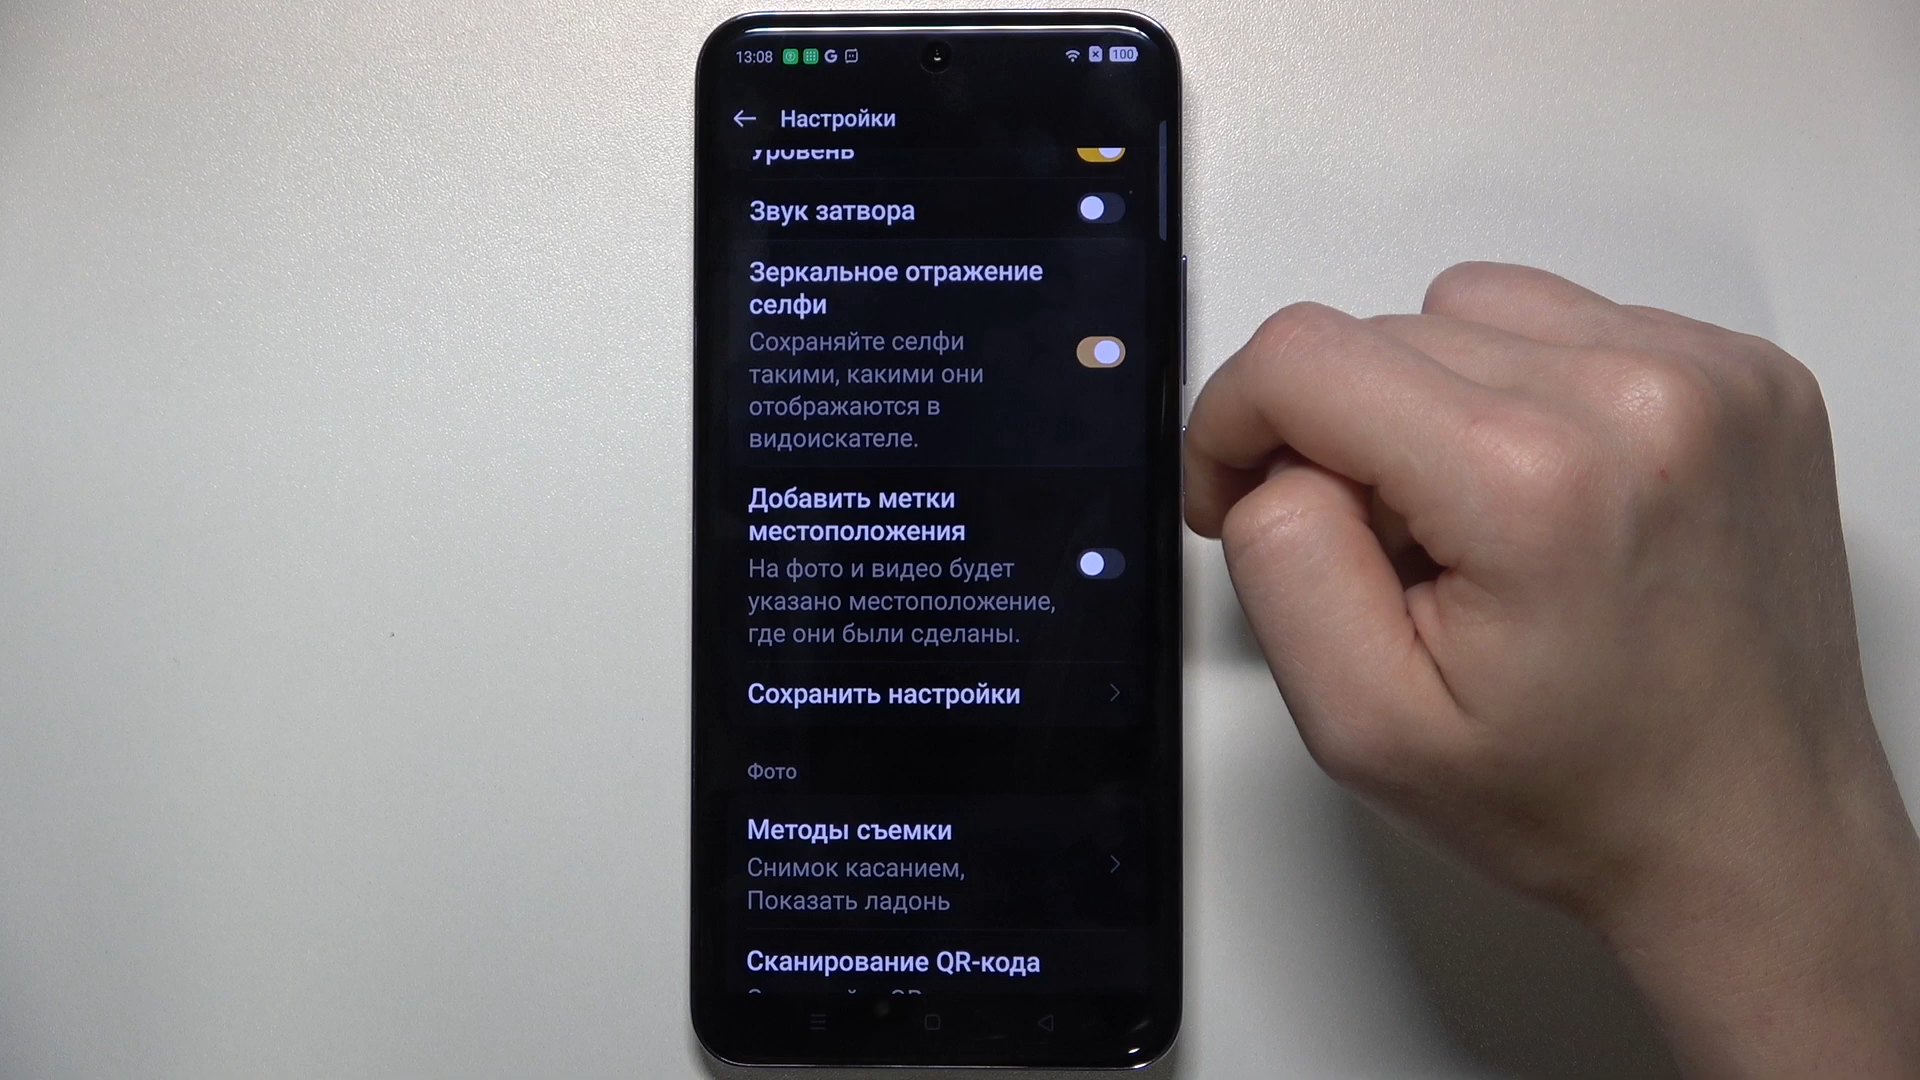 13:08
100
Настройки
Уровень
Звук затвора
Зеркальное отражение
селфи
Сохраняйте селфи
такими, какими они
отображаются в
видоискателе.
Добавить метки
местоположения
На фото и видео будет
указано местоположение,
где они были сделаны.
Сохранить настройки
Фото
Методы съемки
Снимок касанием,
Показать ладонь
Сканирование QR-кода